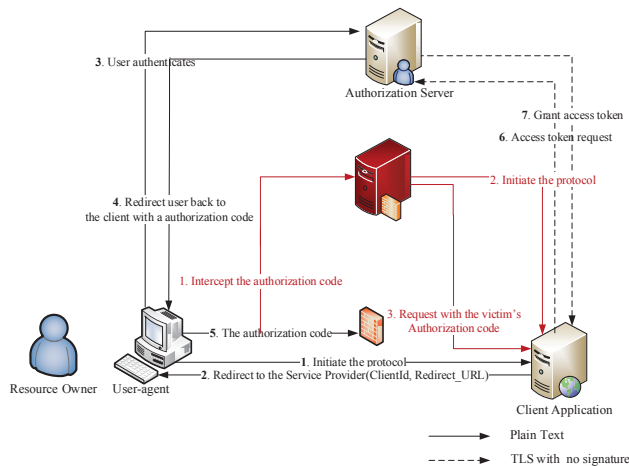 3. User authenticates
Authorization Server
7. Grant access token
6. Access token request
2. Initiate the protocol
4. Redirect user back to
the client with a authorization code
1. Intercept the authorization code
3. Request with the victim's
Authorization code
5. The authorization code
1. Initiate the protocol
2. Redirect to the Service Provider(ClientId, Redirect_URL)
Resource Owner
User-agent
Client Application
Plain Text
TLS with no signature